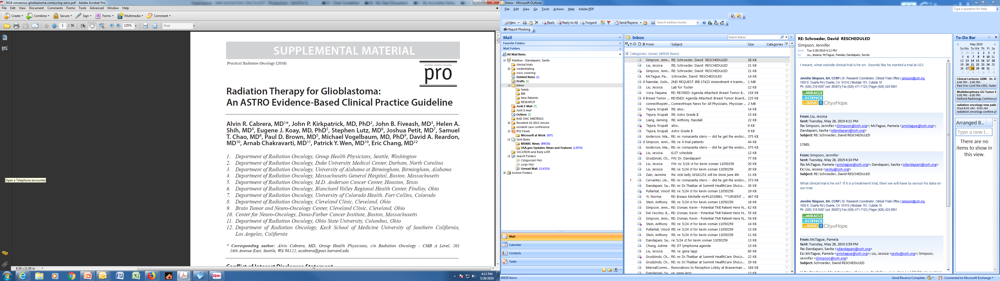 2016 consensus glioblastoma contouring astro.pdf - Adobe Acrobat Pro
File Edit View Document Comments Forms Tools Advanced Window Help
Create Combine Secure Sign Forms Multimedia Comment
1 / 58 125% Find
SUPPLEMENTAL MATERIAL
Practical Radiation Oncology (2016)
practical radiation oncology
pro
Radiation Therapy for Glioblastoma:
An ASTRO Evidence-Based Clinical Practice Guideline
Alvin R. Cabrera, MD1*, John P. Kirkpatrick, MD, PhD2, John B. Fiveash, MD3, Helen A.
Shih, MD4, Eugene J. Koay, MD, PhD5, Stephen Lutz, MD6, Joshua Petit, MD7, Samuel
T. Chao, MD8, Paul D. Brown, MD5, Michael Vogelbaum, MD, PhD9, David A. Reardon,
MD10, Arnab Chakravarti, MD11, Patrick Y. Wen, MD10, Eric Chang, MD12
1. Department of Radiation Oncology, Group Health Physicians, Seattle, Washington
2. Department of Radiation Oncology, Duke University Medical Center, Durham, North Carolina
3. Department of Radiation Oncology, University of Alabama at Birmingham, Birmingham, Alabama
4. Department of Radiation Oncology, Massachusetts General Hospital, Boston, Massachusetts
5. Department of Radiation Oncology, M.D. Anderson Cancer Center, Houston, Texas
6. Department of Radiation Oncology, Blanchard Valley Regional Health Center, Findlay, Ohio
7. Department of Radiation Oncology, University of Colorado Health, Fort Collins, Colorado
8. Department of Radiation Oncology, Cleveland Clinic, Cleveland, Ohio
9. Brain Tumor and Neuro-Oncology Center, Cleveland Clinic, Cleveland, Ohio
10. Center for Neuro-Oncology, Dana-Farber Cancer Institute, Boston, Massachusetts
11. Department of Radiation Oncology, Ohio State University, Columbus, Ohio
12. Department of Radiation Oncology, Keck School of Medicine University of Southern California,
Los Angeles, California
* Corresponding author: Alvin Cabrera, MD, Group Health Physicians, c/o Radiation Oncology - CMB A Level, 201
16th Avenue East, Seattle, WA 98122, acabrera@post.harvard.edu
Conflict of Interest Disclosure Statement
Open a Telephone encounter
8.50 x 11.00 in
Epic
4:12 PM
5/28/2019
Inbox - Microsoft Outlook
File Edit View Go Tools Actions Help Adobe PDF
Type a question for help
New Reply Reply to All Forward Send/Receive Search address books
Report Phishing
Mail
Favorite Folders
Mail Folders
All Mail Items
Mailbox - Dandapani, Savita
clinical trials
credentialing
cross covering
Deleted Items (1)
Drafts [1]
Inbox
family
IRB
New Patients
RESEARCH
Junk E-Mail [7]
Junk E-mail
Outbox [1]
RAD ONC MEETINGS
Resident 10-2013 Jensen
resident case conference
RSS Feeds
Microsoft at Work (507)
Sent Items
MSNBC News (99030)
USA.gov Updates: News and Features (12970)
VACATION and Early LATE
Search Folders
Categorized Mail
Large Mail
Unread Mail (114518)
Archive Folders
Mail
Calendar
Contacts
Tasks
40928 Items
Inbox Search Inbox
From Subject Size Categories
Categories: (none) (40928 items)
Simpson, Jenn... RE: Schroeder, David RESCHEDULED 28 KB
Liu, Jessica RE: Schroeder, David RESCHEDULED 21 KB
Simpson, Jenn... RE: Schroeder, David RESCHEDULED 21 KB
McTague, Pa... Schroeder, David RESCHEDULED 14 KB
Namdar, Goln... 2ND REQUEST: IRB 17423 Amendment 4 trainin... 1 MB
Liu, Jessica Lab for Tucker 12 KB
Vora, Nayana RE: REVISED: Agenda Attached: Breast Tumor B... 154 KB
Breast Tumor ... REVISED: Agenda Attached: Breast Tumor Board... 225 KB
connecthopetr... ConnectHope News for All Physicians, Physician ... 2 MB
Tejura, Krupali RE: also.. 14 KB
Tejura, Krupali RE: Astro Grade II 15 KB
Liang, Jieming RE: Anthony, Randall 22 KB
Tejura, Krupali also.. 9 KB
Tejura, Krupali Astro Grade II 9 KB
Anderson, Ma... RE: re: romasanta otero -- did he get the endoc... 375 KB
Simpson, Jenn... RE: re: 4 trial patients 44 KB
Anderson, Ma... RE: re: romasanta otero -- did he get the endoc... 375 KB
Liu, Jessica 6/27 schedule 12 KB
Grudzinski, Ch... FW: Dr. Dandapani? 77 KB
Liu, Jessica FW: re: 5/24 ct for kevin osman 11050259 20 KB
Liu, Jessica RE: re: 5/24 ct for kevin osman 11050259 20 KB
Zain, Jasmine Re: vicki kelly 10181251 will be done june 4th 11 KB
Cervantes, Lle... RE: re: romasanta otero -- did he get the endoc... 373 KB
Dandapani, Sa... RE: re: Dr.Thakkar at Summit HealthCare ShoLo... 26 KB
Pullarkat, Vinod RE: re: 5/24 ct for kevin osman 11050259 19 KB
Yi, Norma RE: Breaux Michelle mr#11019981 ***URGENT ... 467 KB
Stein, Anthony RE: re: 5/24 ct for kevin osman 11050259 18 KB
Simpson, Jenn... RE: Osman, Kevin - Potential TMI Patient Here N... 62 KB
Del Vecchio, B... RE: Osman, Kevin - Potential TMI Patient Here N... 55 KB
Simpson, Jenn... RE: Osman, Kevin - Potential TMI Patient Here N... 54 KB
Stein, Anthony RE: re: 5/24 ct for kevin osman 11050259 14 KB
Pullarkat, Vinod RE: re: 5/24 ct for kevin osman 11050259 13 KB
Stein, Anthony RE: re: 5/24 ct for kevin osman 11050259 11 KB
Dandapani, Sa... re: 5/24 ct for kevin osman 11050259 13 KB
Chung, Adrine RE: DT lymphoma agenda 15 KB
Liu, Jessica RE: re: gene lapp 60 KB
Grudzinski, Ch... RE: re: Dr.Thakkar at Summit HealthCare ShoLo... 22 KB
Grudzinski, Ch... RE: re: Dr.Thakkar at Summit HealthCare ShoLo... 19 KB
InternalComm... Renovations to Reception Lobby at Brawerman ... 184 KB
Dandapani, Sa... re: gene lapp 13 KB
RE: Schroeder, David RESCHEDULED
Simpson, Jennifer
Sent: Tue 5/28/2019 4:12 PM
To: Liu, Jessica; McTague, Pamela; Dandapani, Savita
I meant, what outside clinical trial is he on. Sounds like he started a trial at UCI.
Jennifer Simpson, BA, CCRP | Sr. Research Coordinator, Clinical Trials Office | jsimpson@coh.org
1500 E. Duarte Rd | Duarte, CA 91010 | Modular 151, Cubicle 18
Ph: (626) 218-5087 (ext. 85087)| Fax (626) 471-7123 | Pager (626) 423-5561
the MIRACLE
of SCIENCE
with SOUL City of Hope.
From: Liu, Jessica
Sent: Tuesday, May 28, 2019 4:11 PM
To: Simpson, Jennifer <jSimpson@coh.org>; McTague, Pamela <pmctague@coh.org>;
Dandapani, Savita <sdandapani@coh.org>
Subject: RE: Schroeder, David RESCHEDULED
17085.
From: Simpson, Jennifer
Sent: Tuesday, May 28, 2019 4:10 PM
To: McTague, Pamela <pmctague@coh.org>; Dandapani, Savita <sdandapani@coh.org>
Cc: Liu, Jessica <jesliu@coh.org>
Subject: RE: Schroeder, David RESCHEDULED
What clinical trial is he on? If it is a treatment trial, then we will have to censor his data on
our trial.
Jennifer Simpson, BA, CCRP | Sr. Research Coordinator, Clinical Trials Office | jsimpson@coh.org
1500 E. Duarte Rd | Duarte, CA 91010 | Modular 151, Cubicle 18
Ph: (626) 218-5087 (ext. 85087)| Fax (626) 471-7123 | Pager (626) 423-5561
the MIRACLE
of SCIENCE
with SOUL City of Hope.
From: McTague, Pamela
Sent: Tuesday, May 28, 2019 3:59 PM
To: Dandapani, Savita <sdandapani@coh.org>
Cc: McTague, Pamela <pmctague@coh.org>; Liu, Jessica <jesliu@coh.org>; Simpson,
Jennifer <jSimpson@coh.org>
Subject: Schroeder, David RESCHEDULED
To-Do Bar
May 2019
Su Mo Tu We Th Fr Sa
28 29 30 1 2 3 4
5 6 7 8 9 10 11
12 13 14 15 16 17 18
19 20 21 22 23 24 25
26 27 28 29 30 31 1
2 3 4 5 6 7 8
Clinical Lectures: GBM - Dr. D
4:00 PM - 5:00 PM
Rad Onc Conf Rm L501; Yader
Multidisciplinary GU Tumor B
5:00 PM - 6:00 PM
Helford Radiology Conferen
radiation oncology new patie
Wed 8:45 AM - 9:45 AM
radiation oncology confere
Arranged B...
Type a new t...
There are no
items to show in
this view.
Send/Receive Complete Connected to Microsoft Exchange